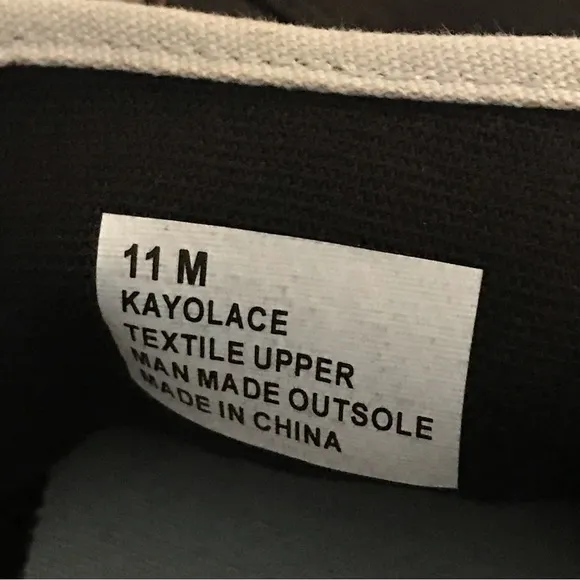 11 M
KAYOLACE
TEXTILE UPPER
MAN MADE OUTSOLE
MADE IN CHINA